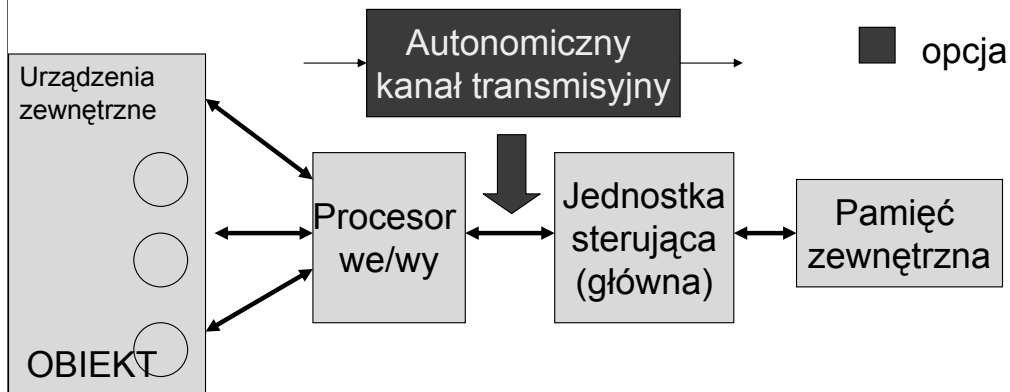 Autonomiczny
kanał transmisyjny
opcja
Urządzenia
zewnętrzne
Procesor
we/wy
Jednostka
sterująca
(główna)
Pamięć
zewnętrzna
OBIEKT